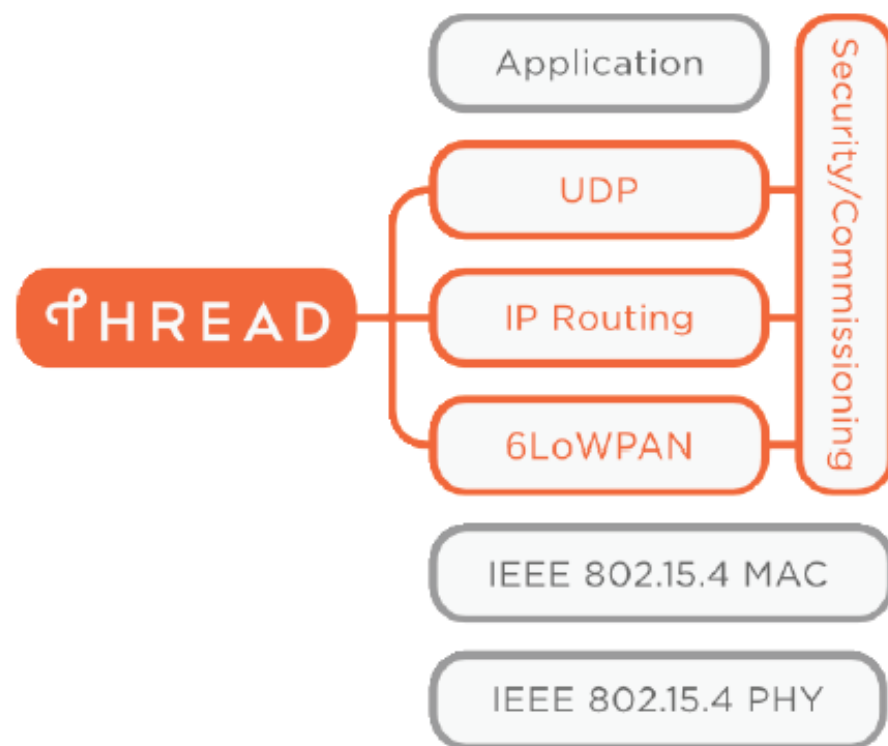 Application
Security/Commissioning
UDP
THREAD
IP Routing
6LoWPAN
IEEE 802.15.4 MAC
IEEE 802.15.4 PHY